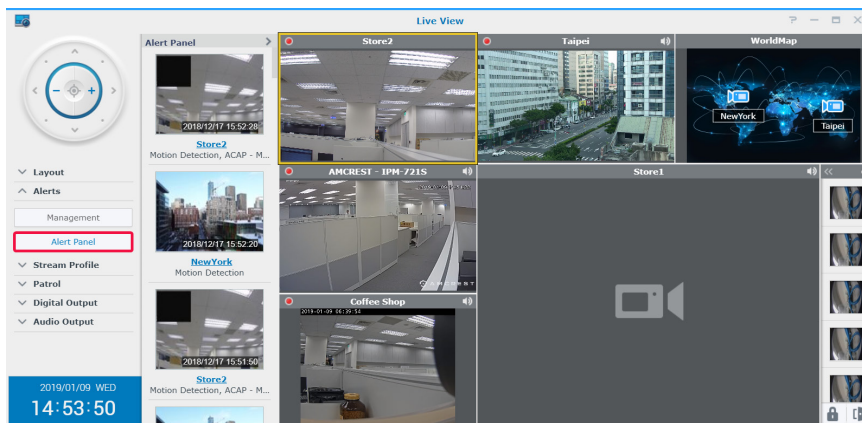 Live View
Layout
Alerts
Management
Alert Panel
Stream Profile
Patrol
Digital Output
Audio Output
2019/01/09 WED
14:53:50
Alert Panel
2018/12/17 15:52:28
Store2
Motion Detection, ACAP - M...
2018/12/17 15:52:20
NewYork
Motion Detection
2018/12/17 15:51:50
Store2
Motion Detection, ACAP - M...
Store2
Taipei
WorldMap
NewYork
Taipei
AMCREST - IPM-721S
AMCREST
Store1
Coffee Shop
2019-01-09 06:39:54